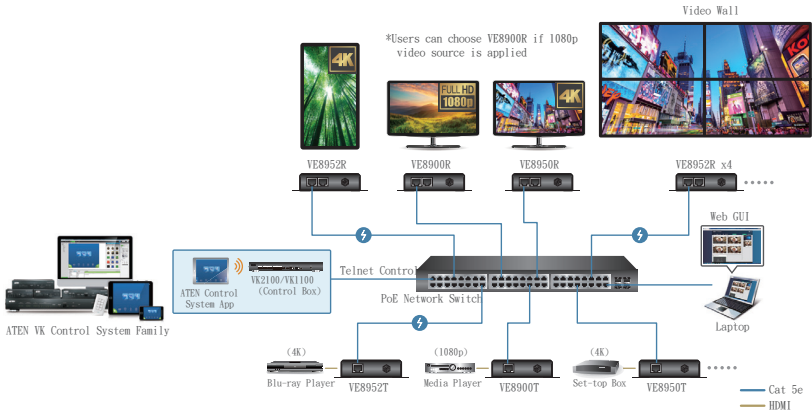 Video Wall
*Users can choose VE8900R if 1080p
video source is applied
4K
FULL HD
1080p
4K
VE8952R
VE8900R
VE8950R
VE8952R x4
Web GUI
Telnet Control
ATEN Control
System App
VK2100/VK1100
(Control Box)
PoE Network Switch
ATEN VK Control System Family
Laptop
(4K)
(1080p)
(4K)
Blu-ray Player
VE8952T
Media Player
VE8900T
Set-top Box
VE8950T
Cat 5e
HDMI